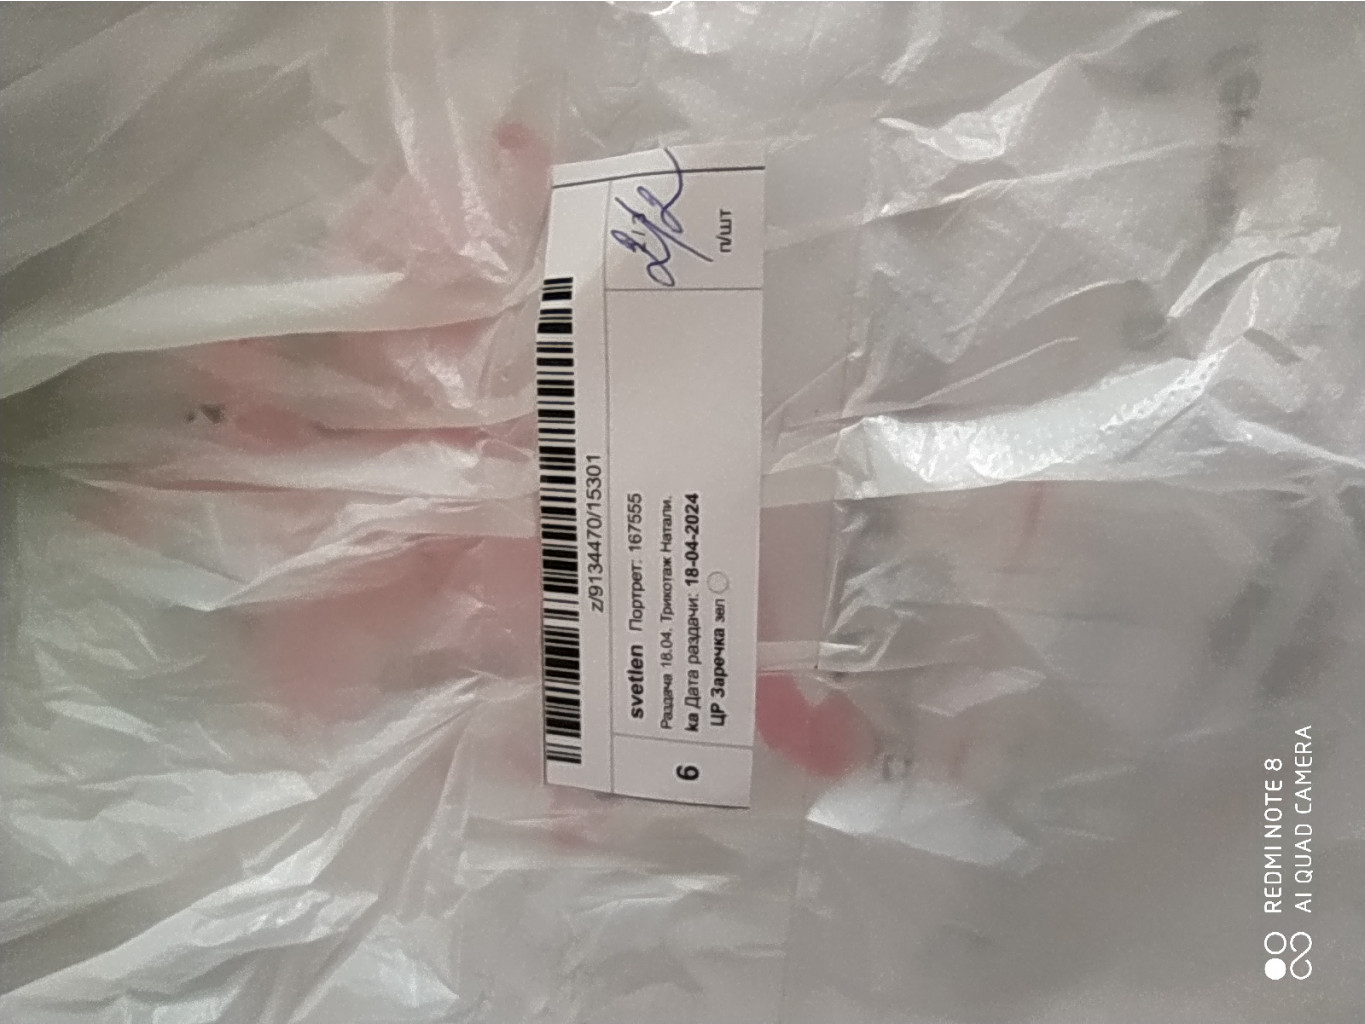 z/9134470/15301
6
svetlen Портрет: 167555
Раздача 18.04. Трикотаж Натали.
ка Дата раздачи: 18-04-2024
ЦР Заречка звл
п/шт
REDMI NOTE 8
AI QUAD CAMERA